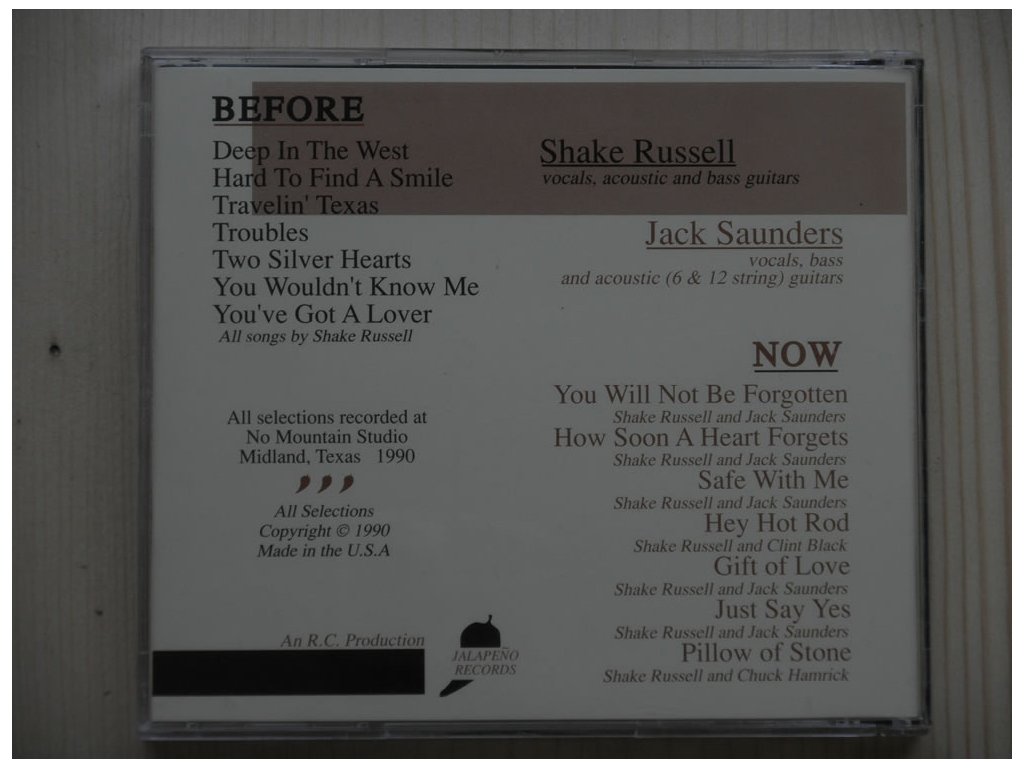 BEFORE
Deep In The West
Hard To Find A Smile
Travelin' Texas
Troubles
Two Silver Hearts
You Wouldn't Know Me
You've Got A Lover
All songs by Shake Russell
Shake Russell
vocals, acoustic and bass guitars
Jack Saunders
vocals, bass
and acoustic (6 & 12 string) guitars
NOW
You Will Not Be Forgotten
Shake Russell and Jack Saunders
How Soon A Heart Forgets
Shake Russell and Jack Saunders
Safe With Me
Shake Russell and Jack Saunders
Hey Hot Rod
Shake Russell and Clint Black
Gift of Love
Shake Russell and Jack Saunders
Just Say Yes
Shake Russell and Jack Saunders
Pillow of Stone
Shake Russell and Chuck Hamrick
All selections recorded at
No Mountain Studio
Midland, Texas 1990
All Selections
Copyright © 1990
Made in the U.S.A
An R.C. Production
JALAPEÑO
RECORDS